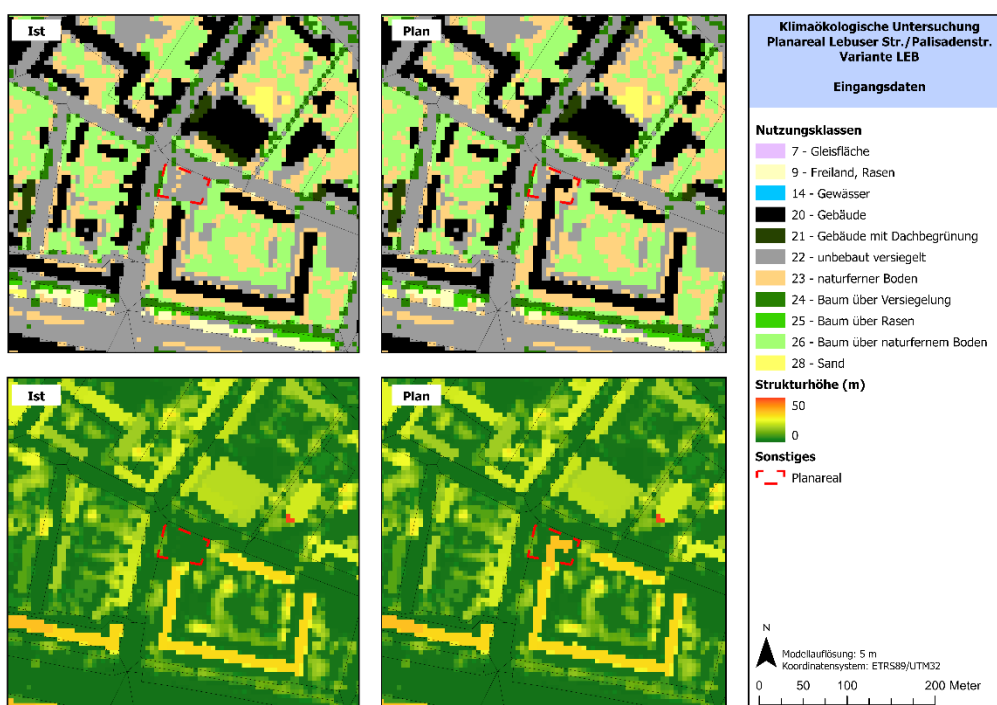 Ist
Plan
Klimaökologische Untersuchung
Planareal Lebuser Str./Palisadenstr.
Variante LEB
Eingangsdaten
Nutzungsklassen
7 - Gleisfläche
9 - Freiland, Rasen
14 - Gewässer
20 - Gebäude
21 - Gebäude mit Dachbegrünung
22 - unbebaut versiegelt
23 - naturferner Boden
24 - Baum über Versiegelung
25 - Baum über Rasen
26 - Baum über naturfernem Boden
28 - Sand
Ist
Plan
Strukturhöhe (m)
50
0
Sonstiges
Planareal
N
Modellauflösung: 5 m
Koordinatensystem: ETRS89/UTM32
0 50 100 200 Meter